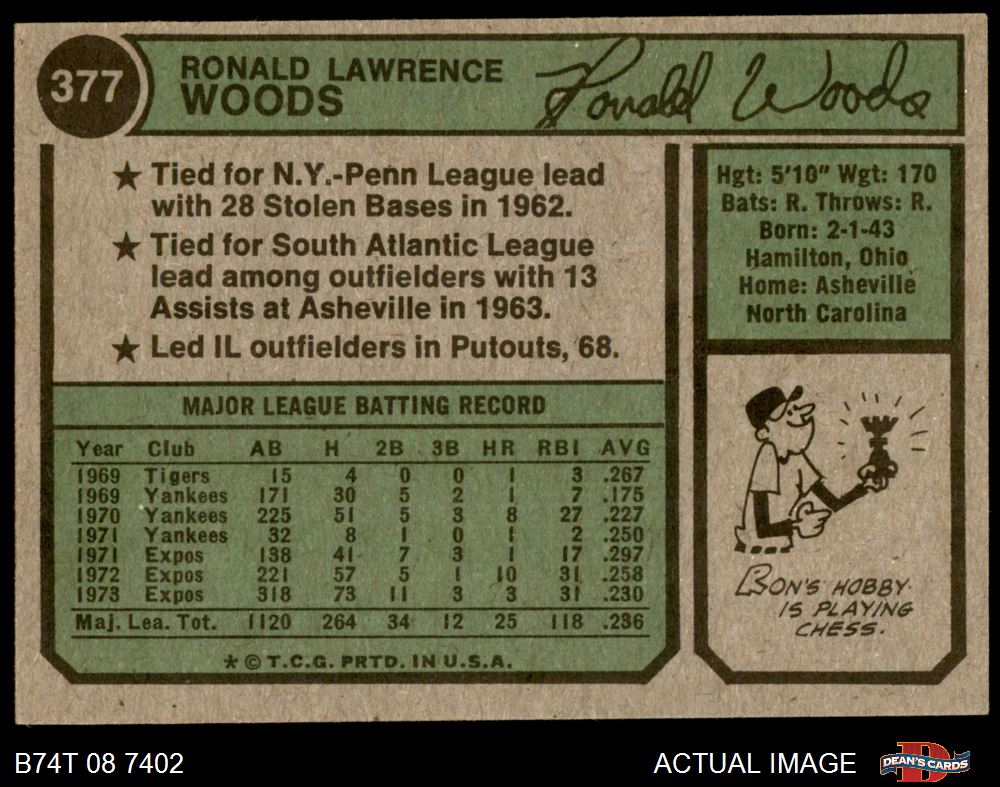 377
RONALD LAWRENCE
WOODS
Ronald Woods
★ Tied for N.Y.-Penn League lead
with 28 Stolen Bases in 1962.
★ Tied for South Atlantic League
lead among outfielders with 13
Assists at Asheville in 1963.
★ Led IL outfielders in Putouts, '68.
Hgt: 5'10" Wgt: 170
Bats: R. Throws: R.
Born: 2-1-43
Hamilton, Ohio
Home: Asheville
North Carolina
MAJOR LEAGUE BATTING RECORD
Year Club AB H 2B 3B HR RBI AVG
1969 Tigers 15 4 0 0 1 3 .267
1969 Yankees 171 30 5 2 1 7 .175
1970 Yankees 225 51 5 3 8 27 .227
1971 Yankees 32 8 1 0 1 2 .250
1971 Expos 138 41 7 3 1 17 .297
1972 Expos 221 57 5 1 10 31 .258
1973 Expos 318 73 11 3 3 31 .230
Maj. Lea. Tot. 1120 264 34 12 25 118 .236
* © T.C.G. PRTD. IN U.S.A.
RON'S HOBBY
IS PLAYING
CHESS.
B74T 08 7402
ACTUAL IMAGE
DEAN'S CARDS